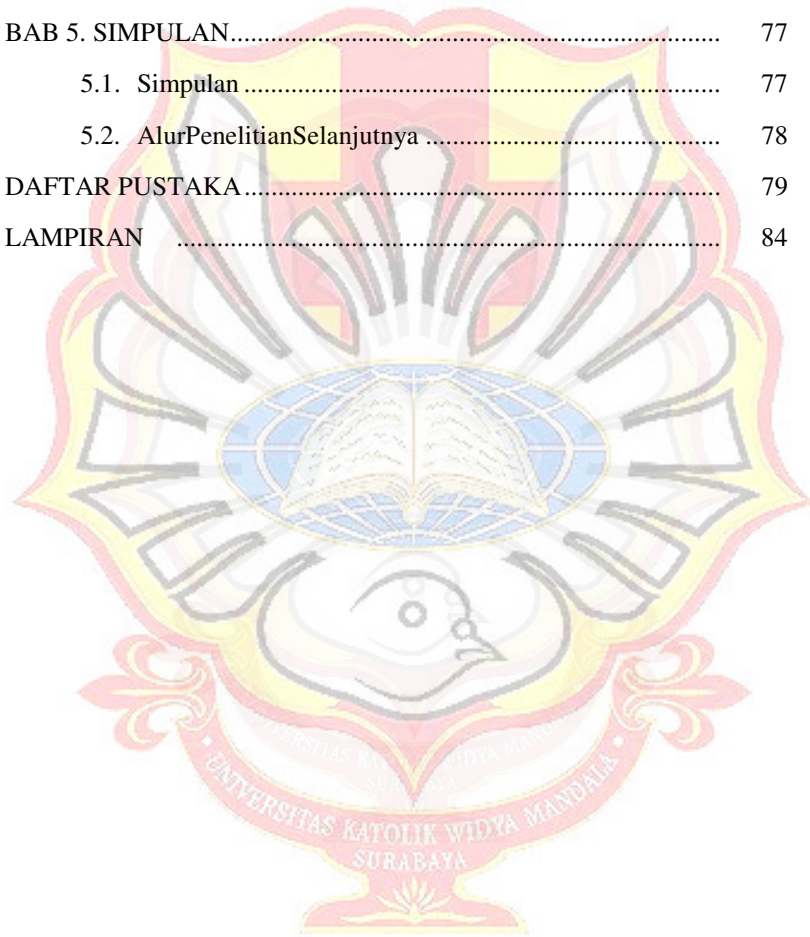 BAB 5. SIMPULAN........................................................................... 77
5.1. Simpulan ......................................................................... 77
5.2. AlurPenelitianSelanjutnya ............................................. 78
DAFTAR PUSTAKA......................................................................... 79
LAMPIRAN ................................................................................... 84
UNIVERSITAS KATOLIK WIDYA MANDALA
SURABAYA